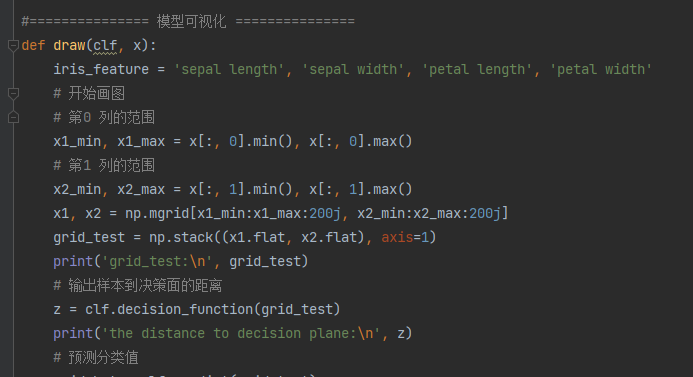 #=============== 模型可视化 ===============
def draw(clf, x):
    iris_feature = 'sepal length', 'sepal width', 'petal length', 'petal width'
    # 开始画图
    # 第0 列的范围
    x1_min, x1_max = x[:, 0].min(), x[:, 0].max()
    # 第1 列的范围
    x2_min, x2_max = x[:, 1].min(), x[:, 1].max()
    x1, x2 = np.mgrid[x1_min:x1_max:200j, x2_min:x2_max:200j]
    grid_test = np.stack((x1.flat, x2.flat), axis=1)
    print('grid_test:\n', grid_test)
    # 输出样本到决策面的距离
    z = clf.decision_function(grid_test)
    print('the distance to decision plane:\n', z)
    # 预测分类值